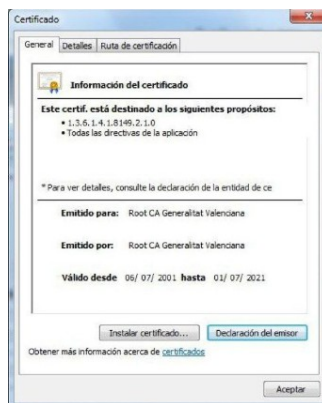 Certificado
General Detalles Ruta de certificación
Información del certificado
Este certif. está destinado a los siguientes propósitos:
• 1.3.6.1.4.1.8149.2.1.0
• Todas las directivas de la aplicación
* Para ver detalles, consulte la declaración de la entidad de ce
Emitido para: Root CA Generalitat Valenciana
Emitido por: Root CA Generalitat Valenciana
Válido desde 06/ 07/ 2001 hasta 01/ 07/ 2021
Instalar certificado... Declaración del emisor
Obtener más información acerca de certificados
Aceptar